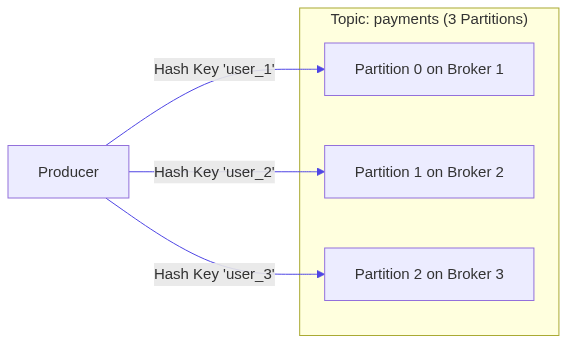 Topic: payments (3 Partitions)
Hash Key 'user_1'
Partition 0 on Broker 1
Producer
Hash Key 'user_2'
Partition 1 on Broker 2
Hash Key 'user_3'
Partition 2 on Broker 3